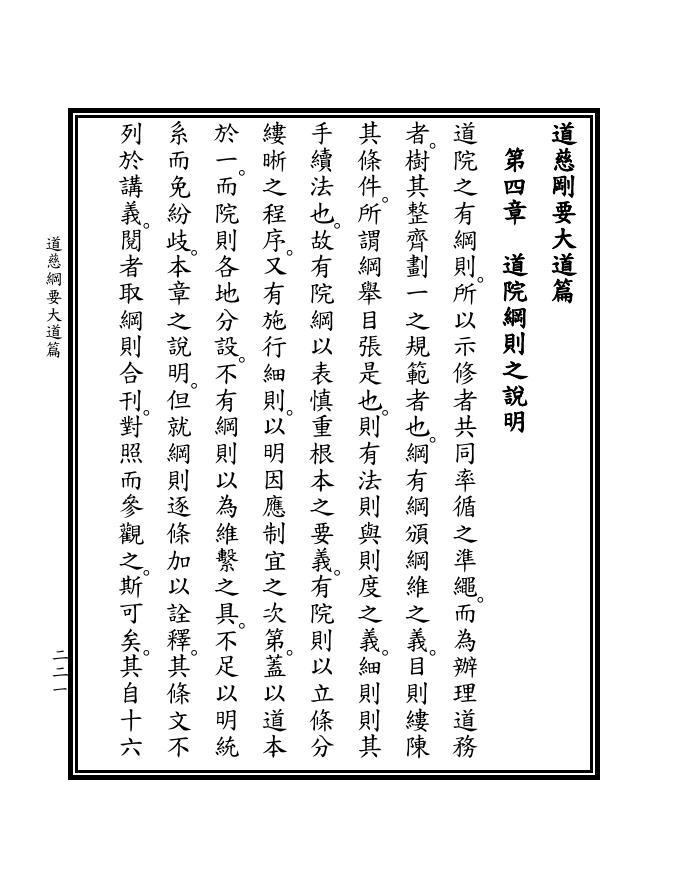 道慈剛要大道篇
第四章　道院綱則之說明
道院之有綱則。所以示修者共同率循之準繩。而為辦理道務
者。樹其整齊劃一之規範者也。綱有綱頒綱維之義。目則縷陳
其條件。所謂綱舉目張是也。則有法則與則度之義。細則則其
手續法也。故有院綱以表慎重根本之要義。有院則以立條分
縷晰之程序。又有施行細則。以明因應制宜之次第。蓋以道本
於一。而院則各地分設。不有綱則以為維繫之具。不足以明統
系而免紛歧。本章之說明。但就綱則逐條加以詮釋。其條文不
列於講義。閱者取綱則合刊。對照而參觀之。斯可矣。其自十六
道慈綱要大道篇
二二一